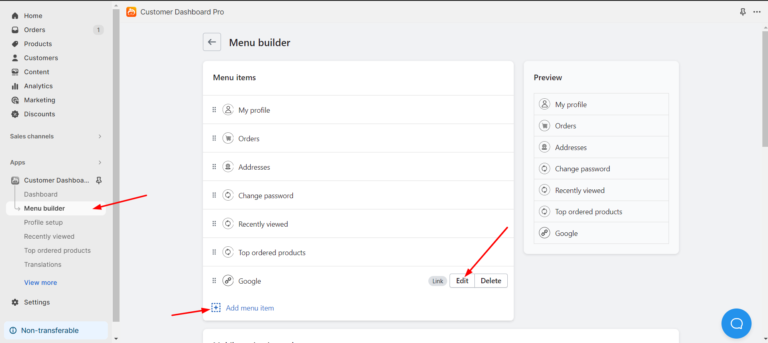 Home
Orders 1
Products
Customers
Content
Analytics
Marketing
Discounts
Sales channels
Apps
Customer Dashboa...
Dashboard
Menu builder
Profile setup
Recently viewed
Top ordered products
Translations
View more
Settings
Non-transferable
Customer Dashboard Pro
Menu builder
Menu items
My profile
Orders
Addresses
Change password
Recently viewed
Top ordered products
Google Link Edit Delete
Add menu item
Preview
My profile
Orders
Addresses
Change password
Recently viewed
Top ordered products
Google